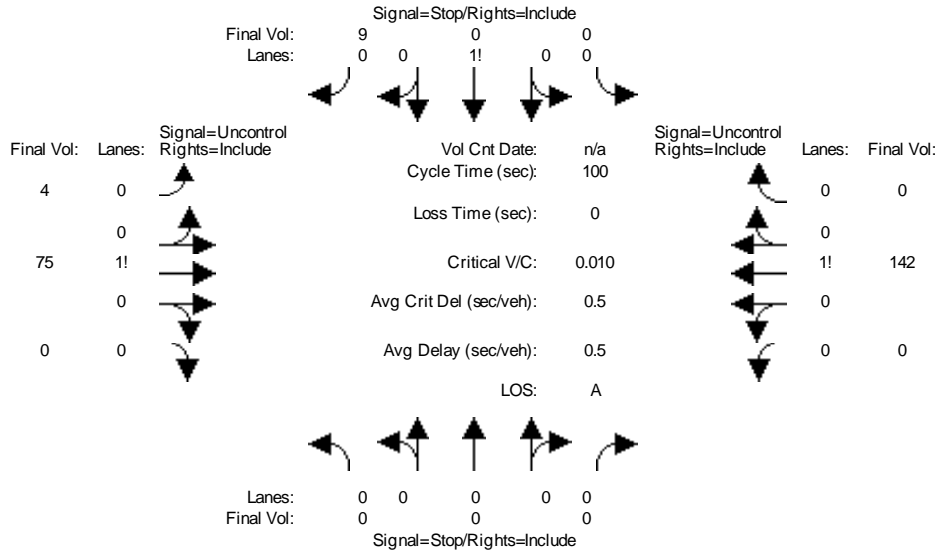 Signal=Stop/Rights=Include
Final Vol: 9 0 0
Lanes: 0 0 1! 0 0
Signal=Uncontrol
Final Vol: Lanes: Rights=Include
Vol Cnt Date: n/a
Signal=Uncontrol
Rights=Include Lanes: Final Vol:
Cycle Time (sec): 100
4 0
0 0
Loss Time (sec): 0
0
0
75 1!
Critical V/C: 0.010
1! 142
0
Avg Crit Del (sec/veh): 0.5
0
0 0
Avg Delay (sec/veh): 0.5
0 0
LOS: A
Lanes: 0 0 0 0 0
Final Vol: 0 0 0
Signal=Stop/Rights=Include